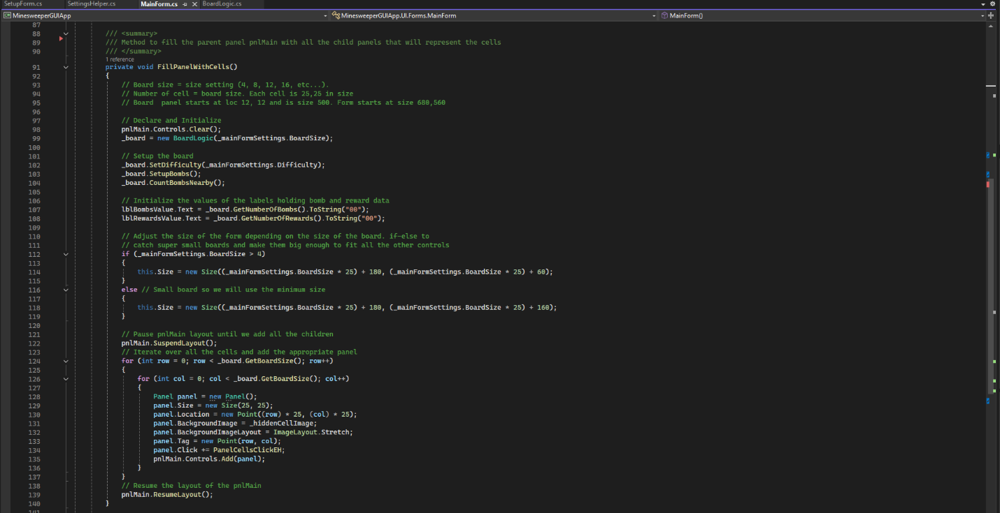 SetupForm.cs SettingsHelper.cs MainForm.cs BoardLogic.cs
C# MinesweeperGUIApp MinesweeperGUIApp.UI.Forms.MainForm MainForm()
87
88 /// <summary>
89 /// Method to fill the parent panel pnlMain with all the child panels that will represent the cells
90 /// </summary>
1 reference
91 private void FillPanelWithCells()
92 {
93 // Board size = size setting (4, 8, 12, 16, etc...).
94 // Number of cell = board size. Each cell is 25,25 in size
95 // Board  panel starts at loc 12, 12 and is size 500. Form starts at size 680,560
96
97 // Declare and Initialize
98 pnlMain.Controls.Clear();
99 _board = new BoardLogic(_mainFormSettings.BoardSize);
100
101 // Setup the board
102 _board.SetDifficulty(_mainFormSettings.Difficulty);
103 _board.SetupBombs();
104 _board.CountBombsNearby();
105
106 // Initialize the values of the labels holding bomb and reward data
107 lblBombsValue.Text = _board.GetNumberOfBombs().ToString("00");
108 lblRewardsValue.Text = _board.GetNumberOfRewards().ToString("00");
109
110 // Adjust the size of the form depending on the size of the board. if-else to
111 // catch super small boards and make them big enough to fit all the other controls
112 if (_mainFormSettings.BoardSize > 4)
113 {
114 this.Size = new Size((_mainFormSettings.BoardSize * 25) + 180, (_mainFormSettings.BoardSize * 25) + 60);
115 }
116 else // Small board so we will use the minimum size
117 {
118 this.Size = new Size((_mainFormSettings.BoardSize * 25) + 180, (_mainFormSettings.BoardSize * 25) + 160);
119 }
120
121 // Pause pnlMain layout until we add all the children
122 pnlMain.SuspendLayout();
123 // Iterate over all the cells and add the appropriate panel
124 for (int row = 0; row < _board.GetBoardSize(); row++)
125 {
126 for (int col = 0; col < _board.GetBoardSize(); col++)
127 {
128 Panel panel = new Panel();
129 panel.Size = new Size(25, 25);
130 panel.Location = new Point((row) * 25, (col) * 25);
131 panel.BackgroundImage = _hiddenCellImage;
132 panel.BackgroundImageLayout = ImageLayout.Stretch;
133 panel.Tag = new Point(row, col);
134 panel.Click += PanelCellsClickEH;
135 pnlMain.Controls.Add(panel);
136 }
137 }
138 // Resume the layout of the pnlMain
139 pnlMain.ResumeLayout();
140 }
141